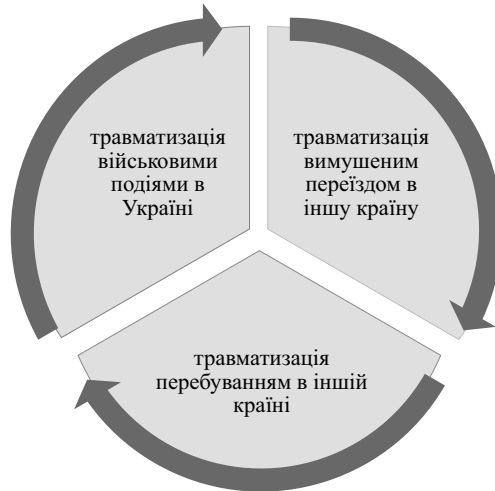 травматизація
військовими
подіями в
Україні
травматизація
вимушеним
переїздом в
іншу країну
травматизація
перебуванням в іншій
країні